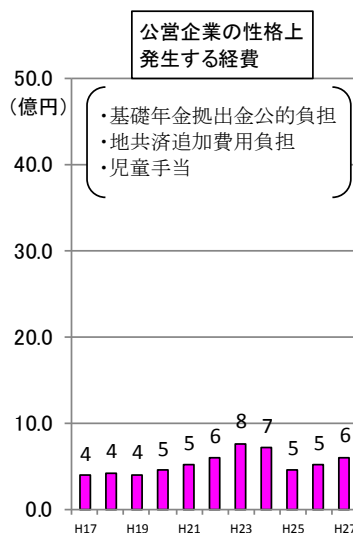 公営企業の性格上
発生する経費
50.0
（億円）
・基礎年金拠出金公的負担
・地共済追加費用負担
・児童手当
40.0
30.0
20.0
10.0
0.0
4 4 4 5 5 6 8 7 5 5 6
H17 H19 H21 H23 H25 H27